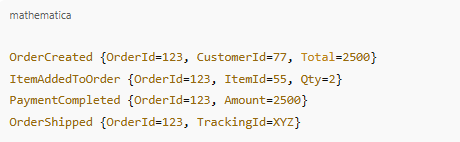 mathematica
OrderCreated {OrderId=123, CustomerId=77, Total=2500}
ItemAddedToOrder {OrderId=123, ItemId=55, Qty=2}
PaymentCompleted {OrderId=123, Amount=2500}
OrderShipped {OrderId=123, TrackingId=XYZ}